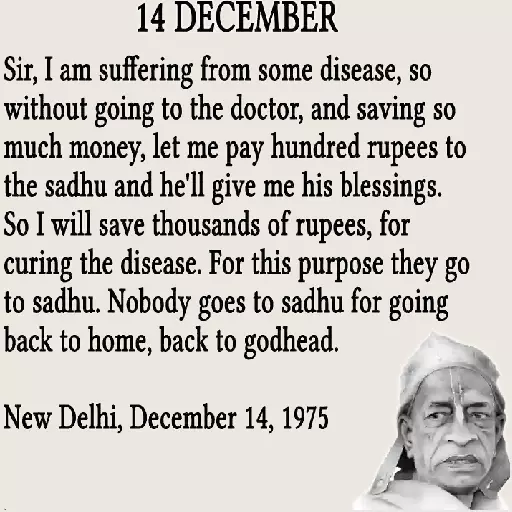 14 DECEMBER
Sir, I am suffering from some disease, so
without going to the doctor, and saving so
much money, let me pay hundred rupees to
the sadhu and he'll give me his blessings.
So I will save thousands of rupees, for
curing the disease. For this purpose they go
to sadhu. Nobody goes to sadhu for going
back to home, back to godhead.
New Delhi, December 14, 1975